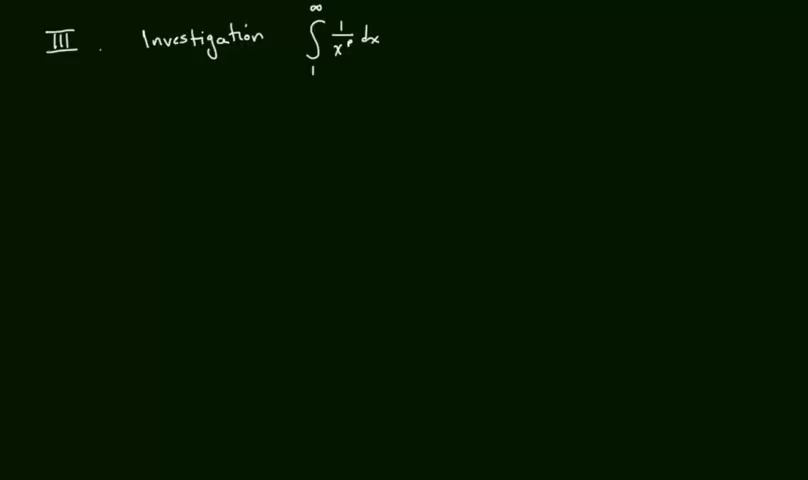 III. Investigation ∫₁^∞ 1/x^p dx